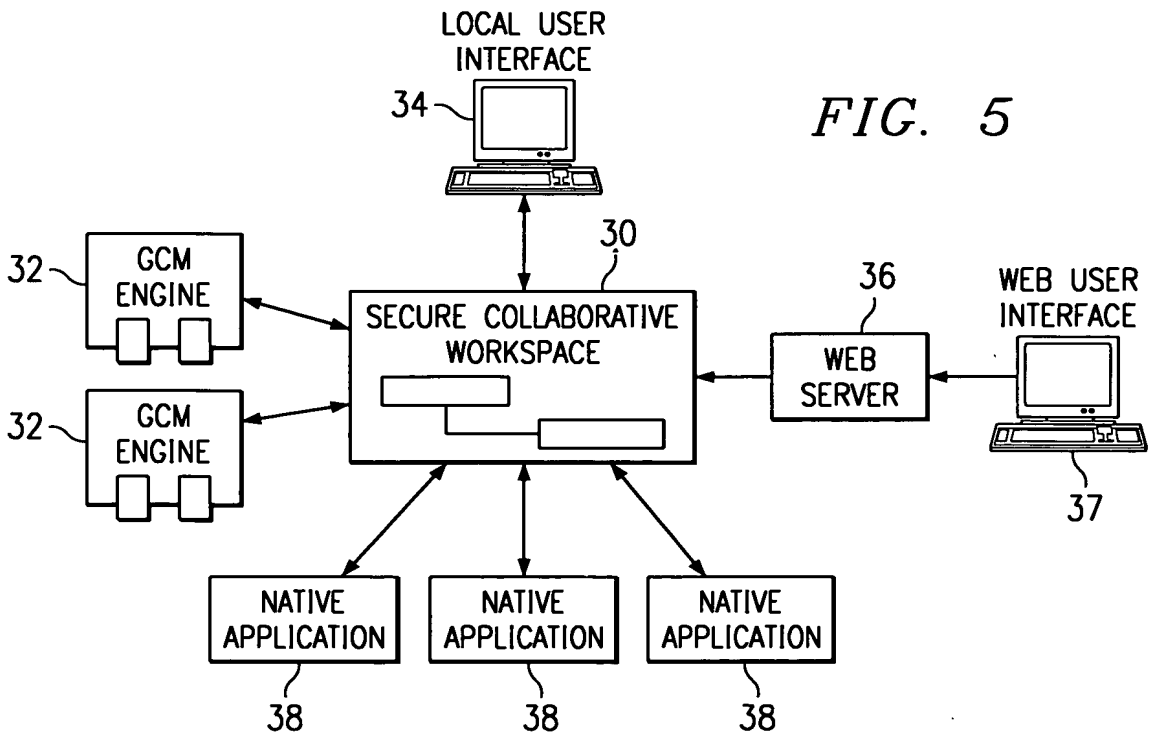 LOCAL USER
INTERFACE
34
FIG. 5
30
32
GCM
ENGINE
SECURE COLLABORATIVE
WORKSPACE
36
WEB
SERVER
WEB USER
INTERFACE
37
32
GCM
ENGINE
NATIVE
APPLICATION
38
NATIVE
APPLICATION
38
NATIVE
APPLICATION
38